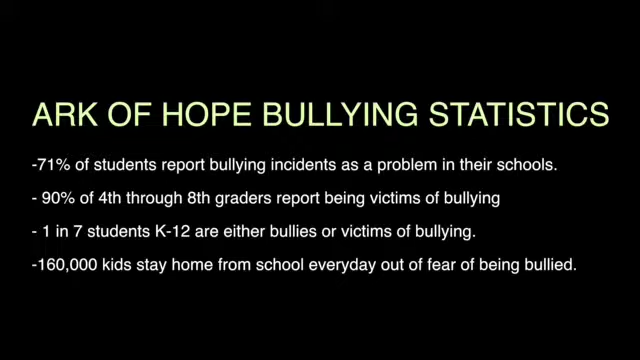 ARK OF HOPE BULLYING STATISTICS
-71% of students report bullying incidents as a problem in their schools.
- 90% of 4th through 8th graders report being victims of bullying
- 1 in 7 students K-12 are either bullies or victims of bullying.
-160,000 kids stay home from school everyday out of fear of being bullied.